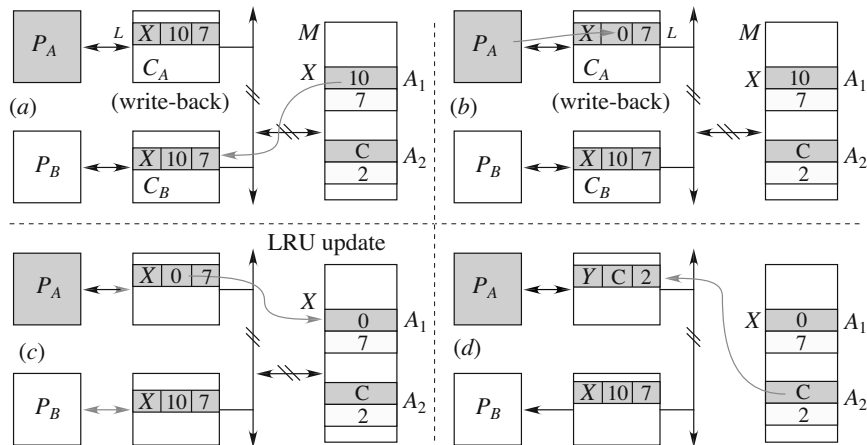 P_A L X 10 7 M
C_A X 10 A_1
(a) (write-back) 7
P_B X 10 7 C A_2
C_B 2
P_A X 0 7 L M
C_A X 10 A_1
(b) (write-back) 7
P_B X 10 7 C A_2
C_B 2
LRU update
P_A X 0 7 X 0 A_1
(c) 7
P_B X 10 7 C A_2
2
P_A Y C 2 X 0 A_1
(d) 7
P_B X 10 7 C A_2
2